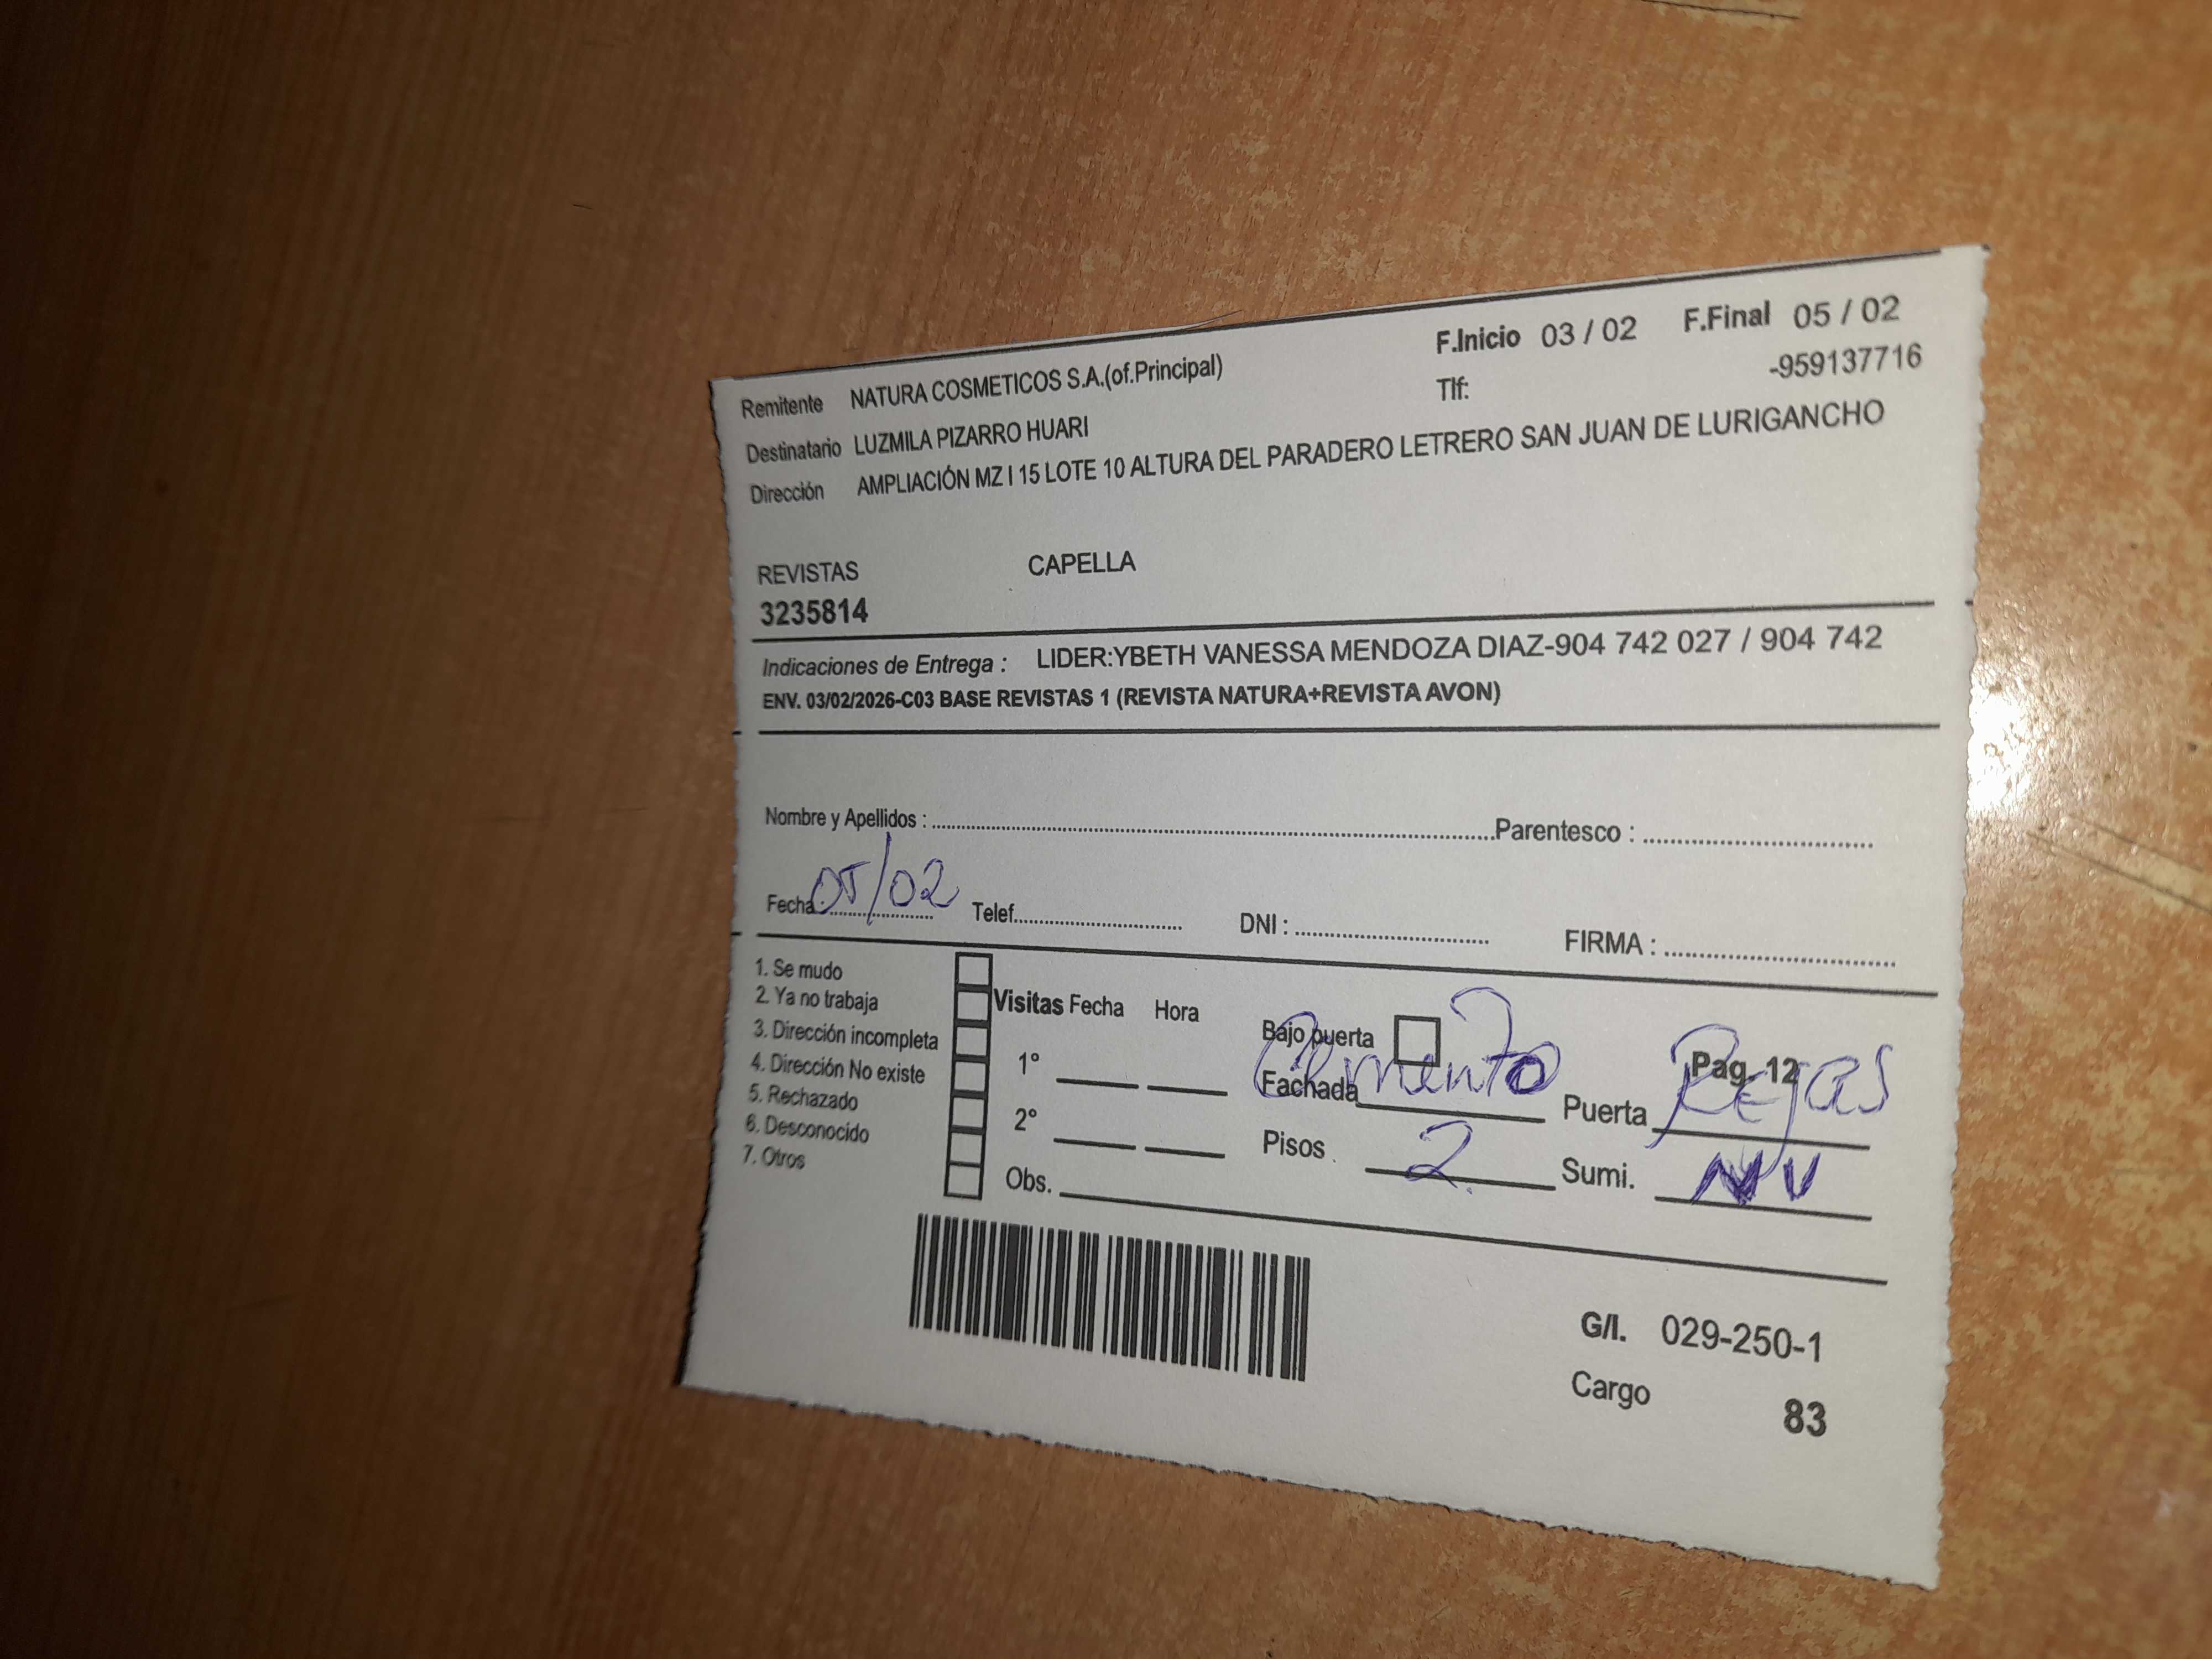 Remitente NATURA COSMETICOS S.A.(of.Principal) F.Inicio 03 / 02 F.Final 05 / 02
Destinatario LUZMILA PIZARRO HUARI Tlf: -959137716
Dirección AMPLIACIÓN MZ I 15 LOTE 10 ALTURA DEL PARADERO LETRERO SAN JUAN DE LURIGANCHO
REVISTAS CAPELLA
3235814
Indicaciones de Entrega : LIDER:YBETH VANESSA MENDOZA DIAZ-904 742 027 / 904 742
ENV. 03/02/2026-C03 BASE REVISTAS 1 (REVISTA NATURA+REVISTA AVON)
Nombre y Apellidos : Parentesco :
Fecha 05/02 Telef. DNI : FIRMA :
1. Se mudo
2. Ya no trabaja
3. Dirección incompleta
4. Dirección No existe
5. Rechazado
6. Desconocido
7. Otros
Visitas Fecha Hora
1°
2°
Obs.
Bajo puerta Pag. 12
Fachada Cemento Puerta Rejas
Pisos 2. Sumi. NV
G/I. 029-250-1
Cargo 83